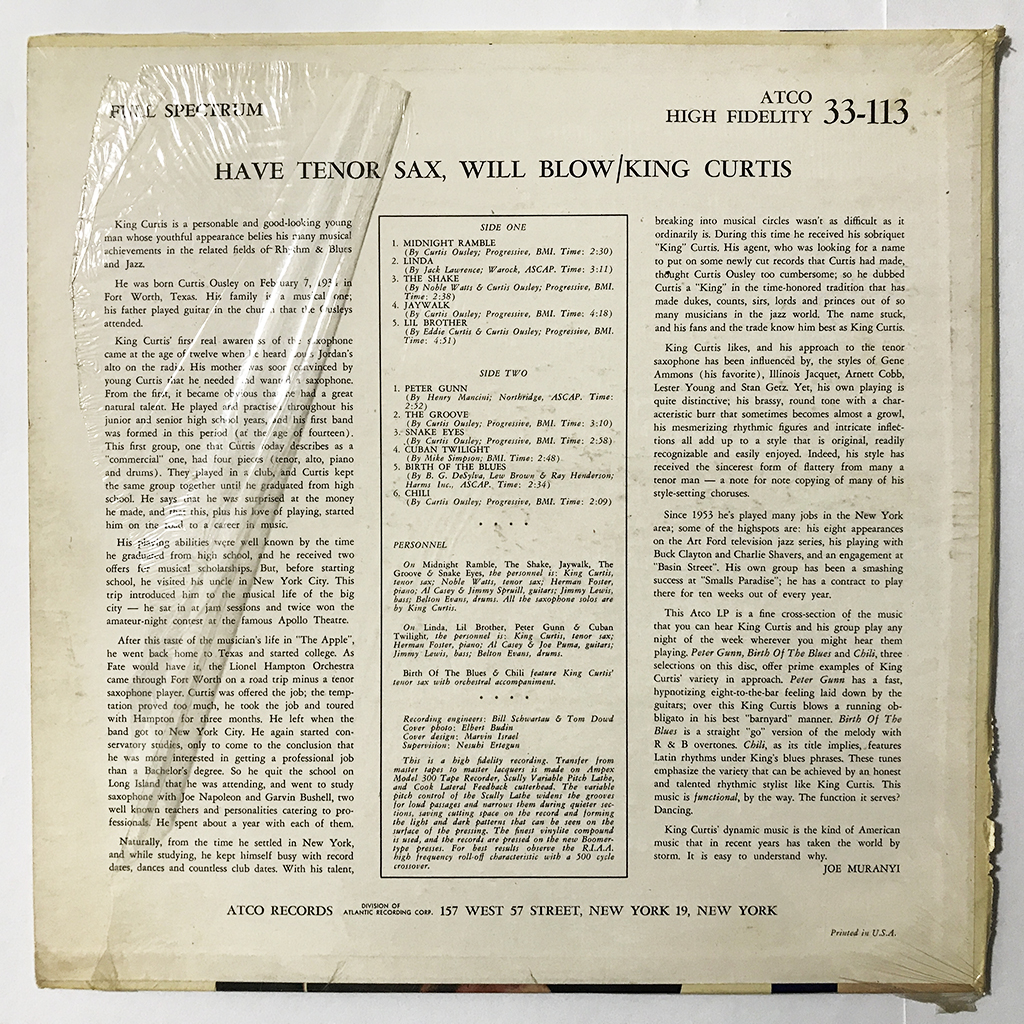 FULL SPECTRUM
ATCO
HIGH FIDELITY 33-113
HAVE TENOR SAX, WILL BLOW/KING CURTIS
King Curtis is a personable and good-looking young
man whose youthful appearance belies his many musical
achievements in the related fields of Rhythm & Blues
and Jazz.
He was born Curtis Ousley on February 7, in
Fort Worth, Texas. His family is a musical one;
his father played guitar in the church that the Ousleys
attended.
King Curtis' first real awareness of the saxophone
came at the age of twelve when he heard Louis Jordan's
alto on the radio. His mother was soon convinced by
young Curtis that he needed and wanted a saxophone.
From the first, it became obvious that he had a great
natural talent. He played and practised throughout his
junior and senior high school years, and his first band
was formed in this period (at the age of fourteen).
This first group, one that Curtis today describes as a
"commercial" one, had four pieces (tenor, alto, piano
and drums). They played in a club, and Curtis kept
the same group together until he graduated from high
school. He says that he was surprised at the money
he made, and that this, plus his love of playing, started
him on the road to a career in music.
His playing abilities were well known by the time
he graduated from high school, and he received two
offers for musical scholarships. But, before starting
school, he visited his uncle in New York City. This
trip introduced him to the musical life of the big
city — he sat in at jam sessions and twice won the
amateur-night contest at the famous Apollo Theatre.
After this taste of the musician's life in "The Apple",
he went back home to Texas and started college. As
Fate would have it, the Lionel Hampton Orchestra
came through Fort Worth on a road trip minus a tenor
saxophone player. Curtis was offered the job; the temp-
tation proved too much, he took the job and toured
with Hampton for three months. He left when the
band got to New York City. He again started con-
servatory studies, only to come to the conclusion that
he was more interested in getting a professional job
than a Bachelor's degree. So he quit the school on
Long Island that he was attending, and went to study
saxophone with Joe Napoleon and Garvin Bushell, two
well known teachers and personalities catering to pro-
fessionals. He spent about a year with each of them.
Naturally, from the time he settled in New York,
and while studying, he kept himself busy with record
dates, dances and countless club dates. With his talent,
SIDE ONE
1. MIDNIGHT RAMBLE
(By Curtis Ousley; Progressive, BMI. Time: 2:30)
2. LINDA
(By Jack Lawrence; Warock, ASCAP. Time: 3:11)
3. THE SHAKE
(By Noble Watts & Curtis Ousley; Progressive, BMI.
Time: 2:38)
4. JAYWALK
(By Curtis Ousley; Progressive, BMI. Time: 4:18)
5. LIL BROTHER
(By Eddie Curtis & Curtis Ousley; Progressive, BMI.
Time: 4:51)
SIDE TWO
1. PETER GUNN
(By Henry Mancini; Northridge, ASCAP. Time:
2:52)
2. THE GROOVE
(By Curtis Ousley; Progressive, BMI. Time: 3:10)
3. SNAKE EYES
(By Curtis Ousley; Progressive, BMI. Time: 2:58)
4. CUBAN TWILIGHT
(By Mike Simpson; BMI. Time: 2:48)
5. BIRTH OF THE BLUES
(By B. G. DeSylva, Lew Brown & Ray Henderson;
Harms Inc., ASCAP. Time: 2:34)
6. CHILI
(By Curtis Ousley; Progressive, BMI. Time: 2:09)
* * * *
PERSONNEL
On Midnight Ramble, The Shake, Jaywalk, The
Groove & Snake Eyes, the personnel is: King Curtis,
tenor sax; Noble Watts, tenor sax; Herman Foster,
piano; Al Casey & Jimmy Spruill, guitars; Jimmy Lewis,
bass; Belton Evans, drums. All the saxophone solos are
by King Curtis.
On Linda, Lil Brother, Peter Gunn & Cuban
Twilight, the personnel is: King Curtis, tenor sax;
Herman Foster, piano; Al Casey & Joe Puma, guitars;
Jimmy Lewis, bass; Belton Evans, drums.
Birth Of The Blues & Chili feature King Curtis'
tenor sax with orchestral accompaniment.
* * * *
Recording engineers: Bill Schwartau & Tom Dowd
Cover photo: Elbert Budin
Cover design: Marvin Israel
Supervision: Nesuhi Ertegun
This is a high fidelity recording. Transfer from
master tapes to master lacquers is made on Ampex
Model 300 Tape Recorder, Scully Variable Pitch Lathe,
and Cook Lateral Feedback cutterhead. The variable
pitch control of the Scully Lathe widens the grooves
for loud passages and narrows them during quieter sec-
tions, saving cutting space on the record and forming
the light and dark patterns that can be seen on the
surface of the pressing. The finest vinylite compound
is used, and the records are pressed on the new Boomer-
type presses. For best results observe the R.I.A.A.
high frequency roll-off characteristic with a 500 cycle
crossover.
breaking into musical circles wasn't as difficult as it
ordinarily is. During this time he received his sobriquet
"King" Curtis. His agent, who was looking for a name
to put on some newly cut records that Curtis had made,
thought Curtis Ousley too cumbersome; so he dubbed
Curtis a "King" in the time-honored tradition that has
made dukes, counts, sirs, lords and princes out of so
many musicians in the jazz world. The name stuck,
and his fans and the trade know him best as King Curtis.
King Curtis likes, and his approach to the tenor
saxophone has been influenced by, the styles of Gene
Ammons (his favorite), Illinois Jacquet, Arnett Cobb,
Lester Young and Stan Getz. Yet, his own playing is
quite distinctive; his brassy, round tone with a char-
acteristic burr that sometimes becomes almost a growl,
his mesmerizing rhythmic figures and intricate inflec-
tions all add up to a style that is original, readily
recognizable and easily enjoyed. Indeed, his style has
received the sincerest form of flattery from many a
tenor man — a note for note copying of many of his
style-setting choruses.
Since 1953 he's played many jobs in the New York
area; some of the highspots are: his eight appearances
on the Art Ford television jazz series, his playing with
Buck Clayton and Charlie Shavers, and an engagement at
"Basin Street". His own group has been a smashing
success at "Smalls Paradise"; he has a contract to play
there for ten weeks out of every year.
This Atco LP is a fine cross-section of the music
that you can hear King Curtis and his group play any
night of the week wherever you might hear them
playing. Peter Gunn, Birth Of The Blues and Chili, three
selections on this disc, offer prime examples of King
Curtis' variety in approach. Peter Gunn has a fast,
hypnotizing eight-to-the-bar feeling laid down by the
guitars; over this King Curtis blows a running ob-
bligato in his best "barnyard" manner. Birth Of The
Blues is a straight "go" version of the melody with
R & B overtones. Chili, as its title implies, features
Latin rhythms under King's blues phrases. These tunes
emphasize the variety that can be achieved by an honest
and talented rhythmic stylist like King Curtis. This
music is functional, by the way. The function it serves?
Dancing.
King Curtis' dynamic music is the kind of American
music that in recent years has taken the world by
storm. It is easy to understand why.
JOE MURANYI
ATCO RECORDS DIVISION OF ATLANTIC RECORDING CORP. 157 WEST 57 STREET, NEW YORK 19, NEW YORK
Printed in U.S.A.